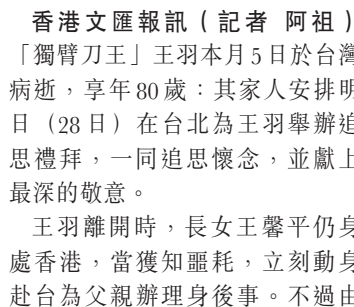 香港文匯報訊（記者 阿祖）
「獨臂刀王」王羽本月5日於台灣
病逝，享年80歲：其家人安排明
日（28日）在台北為王羽舉辦追
思禮拜，一同追思懷念，並獻上
最深的敬意。
王羽離開時，長女王馨平仍身
處香港，當獲知噩耗，立刻動身
赴台為父親辦理身後事。不過由